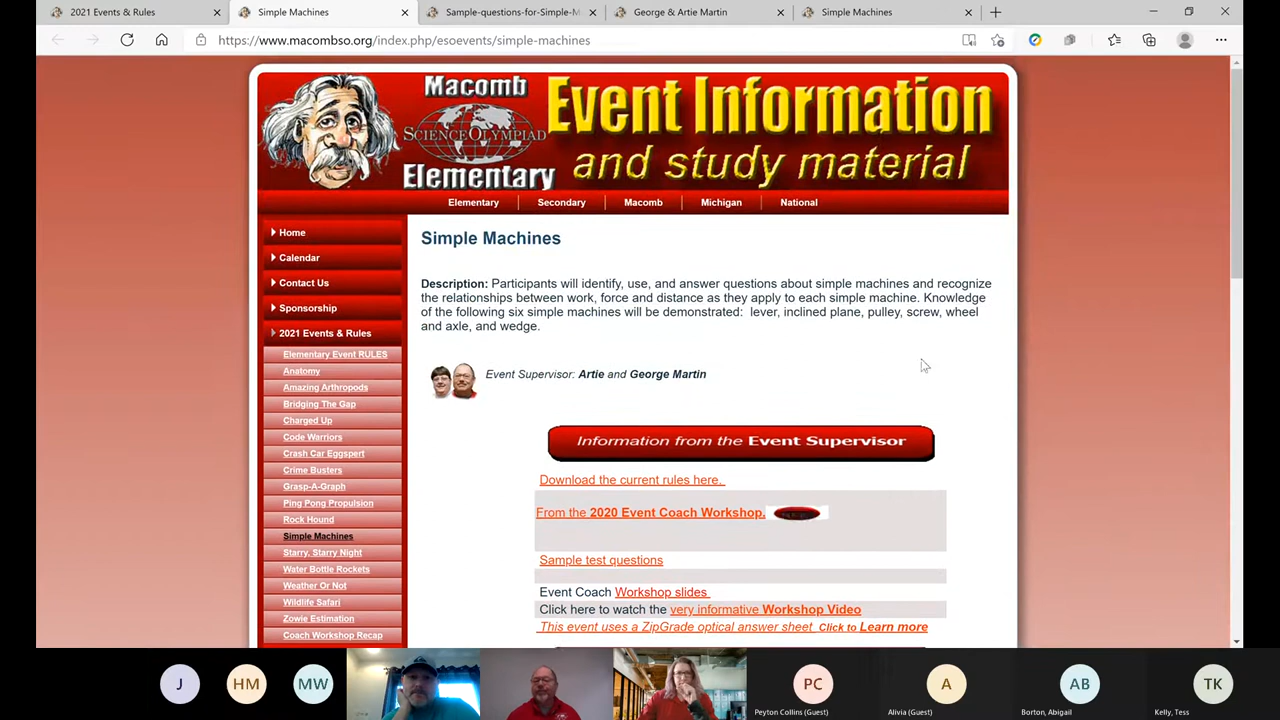 2021 Events & Rules
Simple Machines
Sample-questions-for-Simple-M
George & Artie Martin
Simple Machines
https://www.macombso.org/index.php/esoevents/simple-machines
Macomb
SCIENCE OLYMPIAD
Elementary
Event Information
and study material
Elementary
Secondary
Macomb
Michigan
National
Home
Calendar
Contact Us
Sponsorship
2021 Events & Rules
Elementary Event RULES
Anatomy
Amazing Arthropods
Bridging The Gap
Charged Up
Code Warriors
Crash Car Eggspert
Crime Busters
Grasp-A-Graph
Ping Pong Propulsion
Rock Hound
Simple Machines
Starry, Starry Night
Water Bottle Rockets
Weather Or Not
Wildlife Safari
Zowie Estimation
Coach Workshop Recap
Simple Machines
Description: Participants will identify, use, and answer questions about simple machines and recognize
the relationships between work, force and distance as they apply to each simple machine. Knowledge
of the following six simple machines will be demonstrated: lever, inclined plane, pulley, screw, wheel
and axle, and wedge.
Event Supervisor: Artie and George Martin
Information from the Event Supervisor
Download the current rules here.
From the 2020 Event Coach Workshop.
Sample test questions
Event Coach Workshop slides
Click here to watch the very informative Workshop Video
This event uses a ZipGrade optical answer sheet Click to Learn more
J
HM
MW
PC
A
AB
TK
Peyton Collins (Guest)
Alivia (Guest)
Borton, Abigail
Kelly, Tess